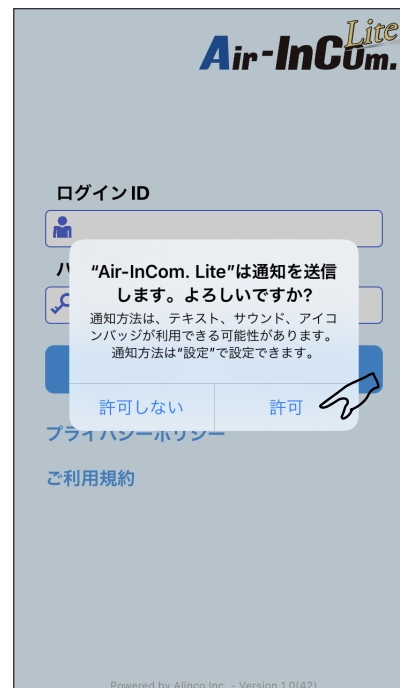 Air-InCom. Lite
ログインID
“Air-InCom. Lite”は通知を送信
します。よろしいですか?
通知方法は、テキスト、サウンド、アイコ
ンバッジが利用できる可能性があります。
通知方法は“設定”で設定できます。
許可しない
許可
プライバシーポリシー
ご利用規約
Powered by Alinco Inc. - Version 1.0(42)